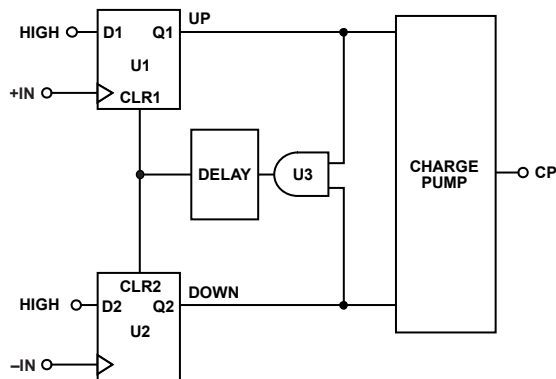 UP
HIGH D1 Q1
U1
+IN CLR1
DELAY U3 CHARGE
PUMP CP
CLR2 DOWN
HIGH D2 Q2
U2
–IN